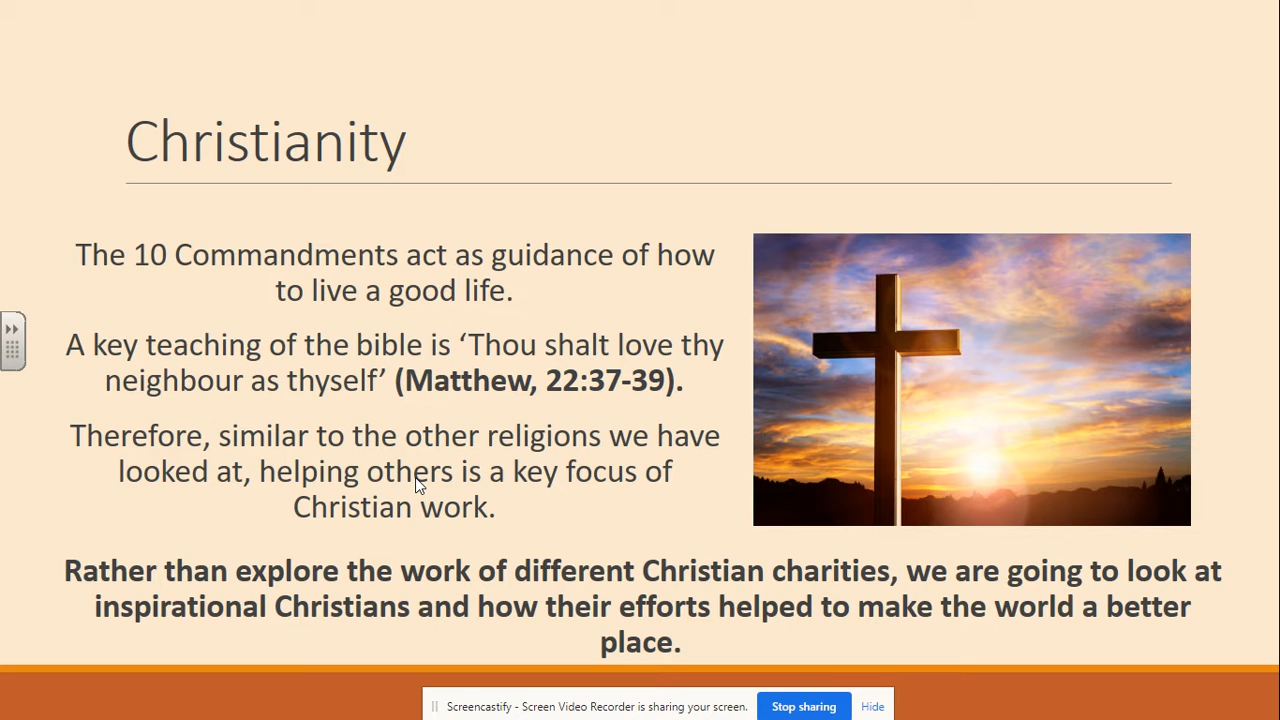 Christianity
The 10 Commandments act as guidance of how
to live a good life.
A key teaching of the bible is ‘Thou shalt love thy
neighbour as thyself’ (Matthew, 22:37-39).
Therefore, similar to the other religions we have
looked at, helping others is a key focus of
Christian work.
Rather than explore the work of different Christian charities, we are going to look at
inspirational Christians and how their efforts helped to make the world a better
place.
Screencastify - Screen Video Recorder is sharing your screen. Stop sharing Hide